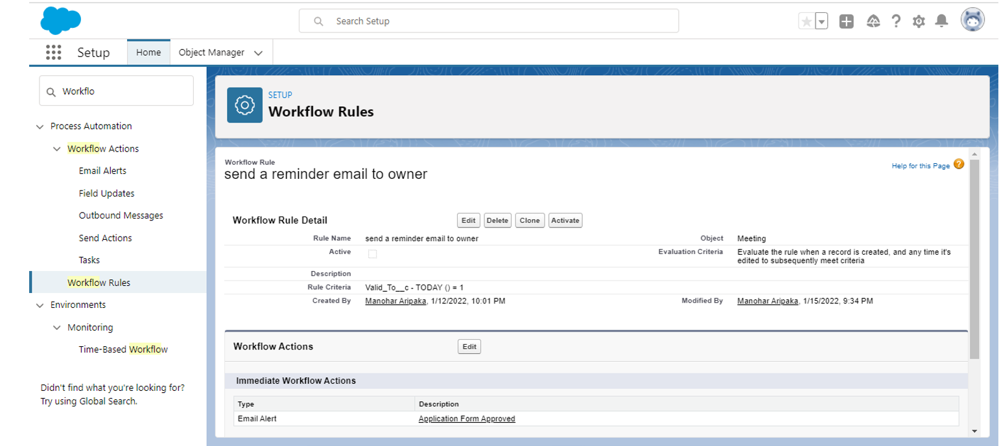 Search Setup
Setup
Home
Object Manager
Workflo
Process Automation
Workflow Actions
Email Alerts
Field Updates
Outbound Messages
Send Actions
Tasks
Workflow Rules
Environments
Monitoring
Time-Based Workflow
Didn't find what you're looking for?
Try using Global Search.
SETUP
Workflow Rules
Workflow Rule
send a reminder email to owner
Help for this Page ?
Workflow Rule Detail Edit Delete Clone Activate
Rule Name send a reminder email to owner Object Meeting
Active Evaluation Criteria Evaluate the rule when a record is created, and any time it's
edited to subsequently meet criteria
Description
Rule Criteria Valid_To__c - TODAY () = 1
Created By Manohar Aripaka, 1/12/2022, 10:01 PM Modified By Manohar Aripaka, 1/15/2022, 9:34 PM
Workflow Actions Edit
Immediate Workflow Actions
Type Description
Email Alert Application Form Approved